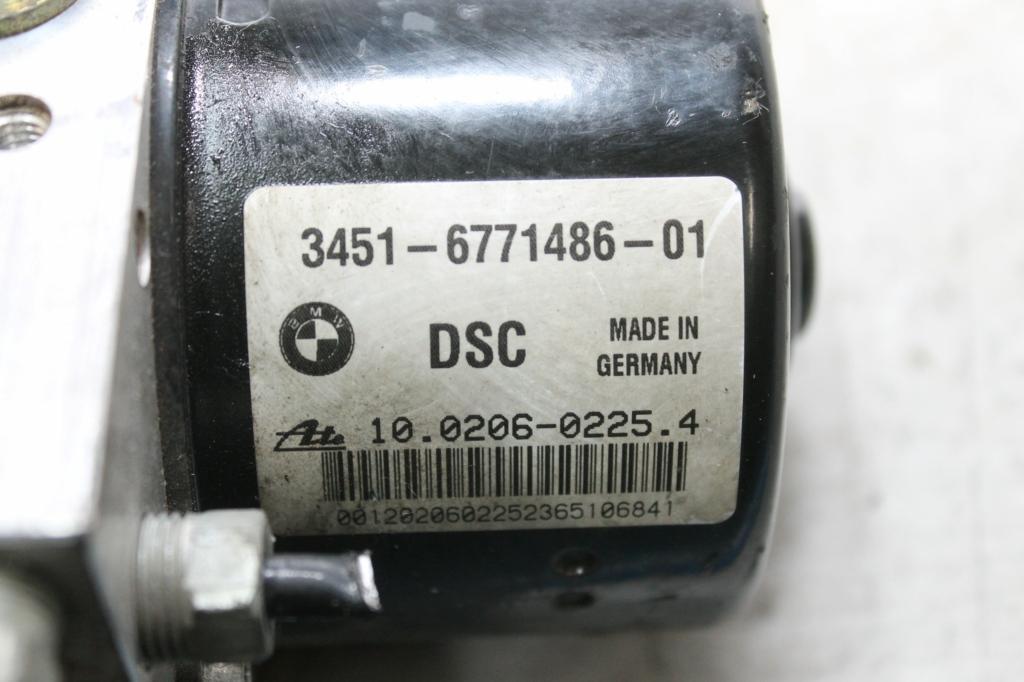 3451-6771486-01
BMW
DSC
MADE IN
GERMANY
Ate 10.0206-0225.4
0012020602252365106841